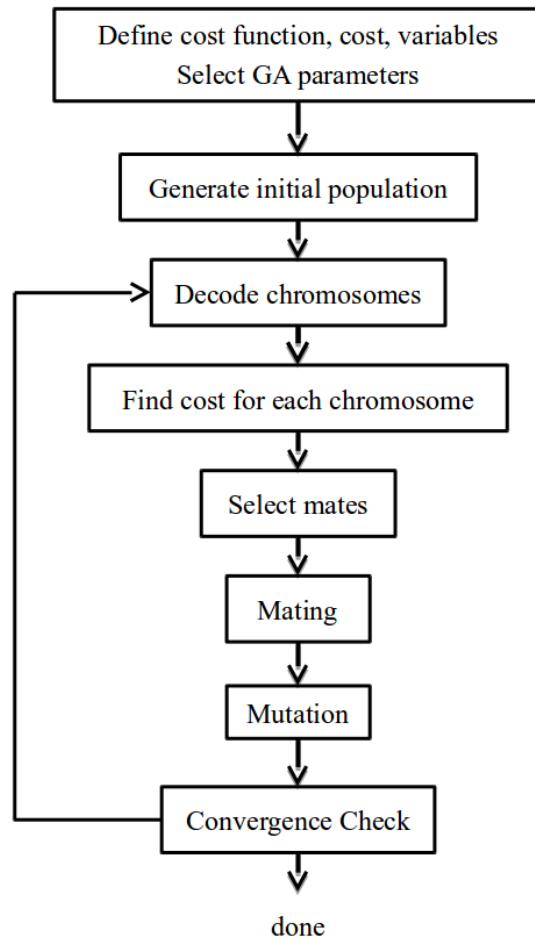 Define cost function, cost, variables
Select GA parameters
Generate initial population
Decode chromosomes
Find cost for each chromosome
Select mates
Mating
Mutation
Convergence Check
done